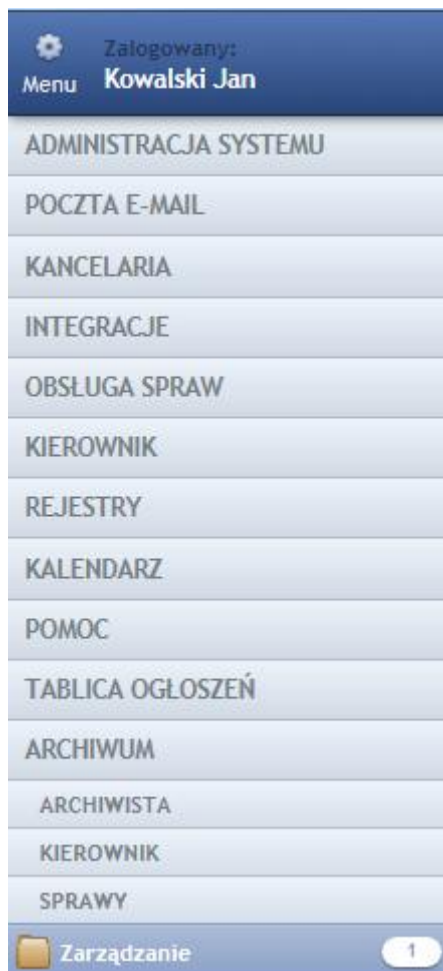 Zalogowany:
Menu Kowalski Jan
ADMINISTRACJA SYSTEMU
POCZTA E-MAIL
KANCELARIA
INTEGRACJE
OBSŁUGA SPRAW
KIEROWNIK
REJESTRY
KALENDARZ
POMOC
TABLICA OGŁOSZEŃ
ARCHIWUM
ARCHIWISTA
KIEROWNIK
SPRAWY
Zarządzanie 1